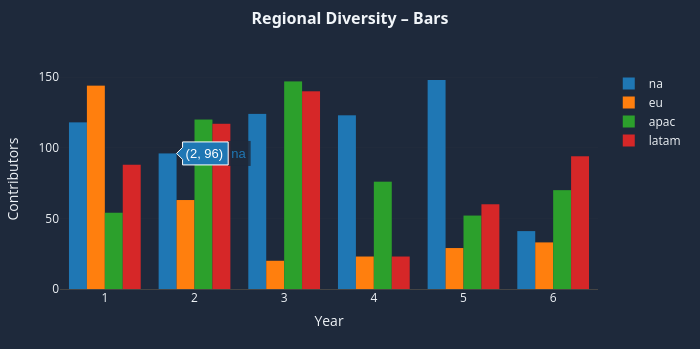 Regional Diversity – Bars
150
100
50
0
Contributors
(2, 96) na
1 2 3 4 5 6
Year
na
eu
apac
latam